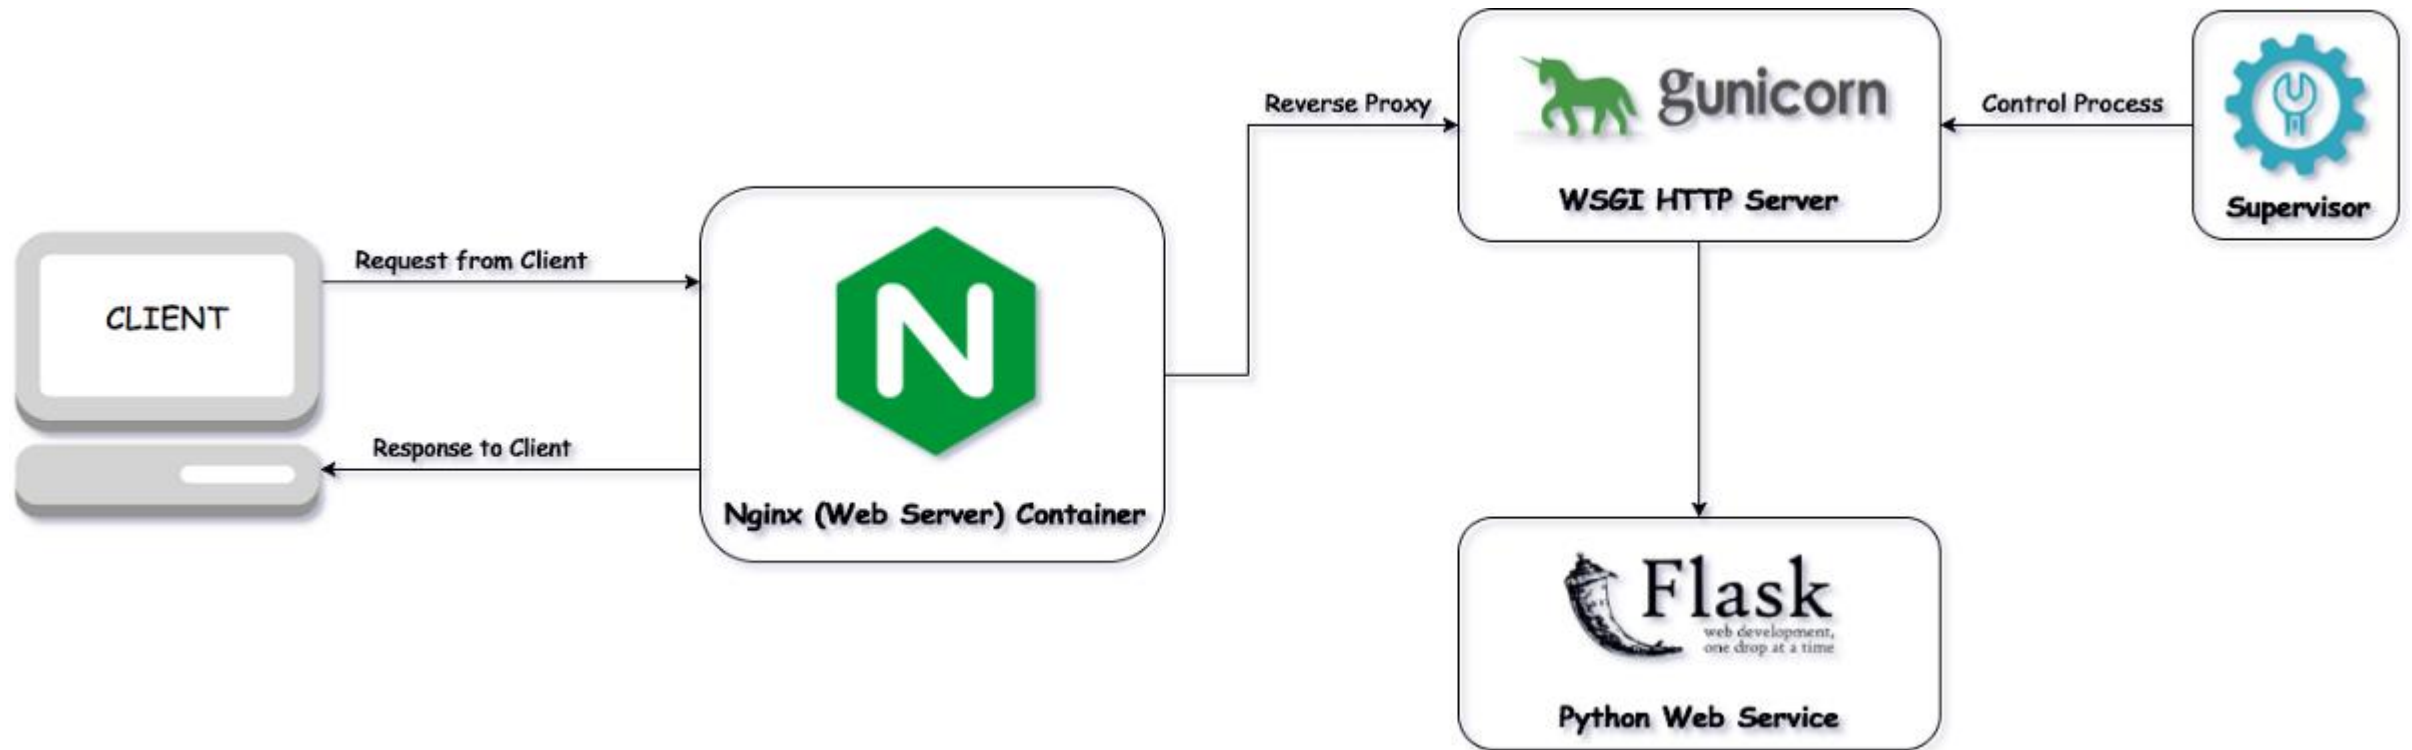 CLIENT
Request from Client
Response to Client
Nginx (Web Server) Container
Reverse Proxy
gunicorn
WSGI HTTP Server
Control Process
Supervisor
Flask
web development,
one drop at a time
Python Web Service